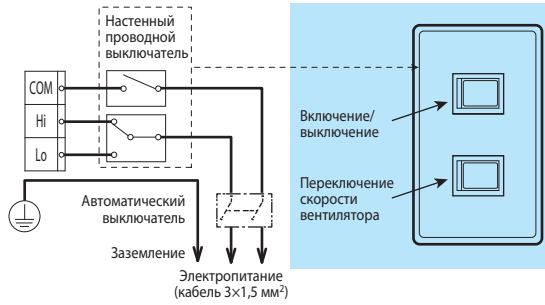 Настенный
проводной
выключатель
COM
Hi
Lo
Автоматический
выключатель
Заземление
Электропитание
(кабель 3×1,5 мм²)
Включение/
выключение
Переключение
скорости
вентилятора